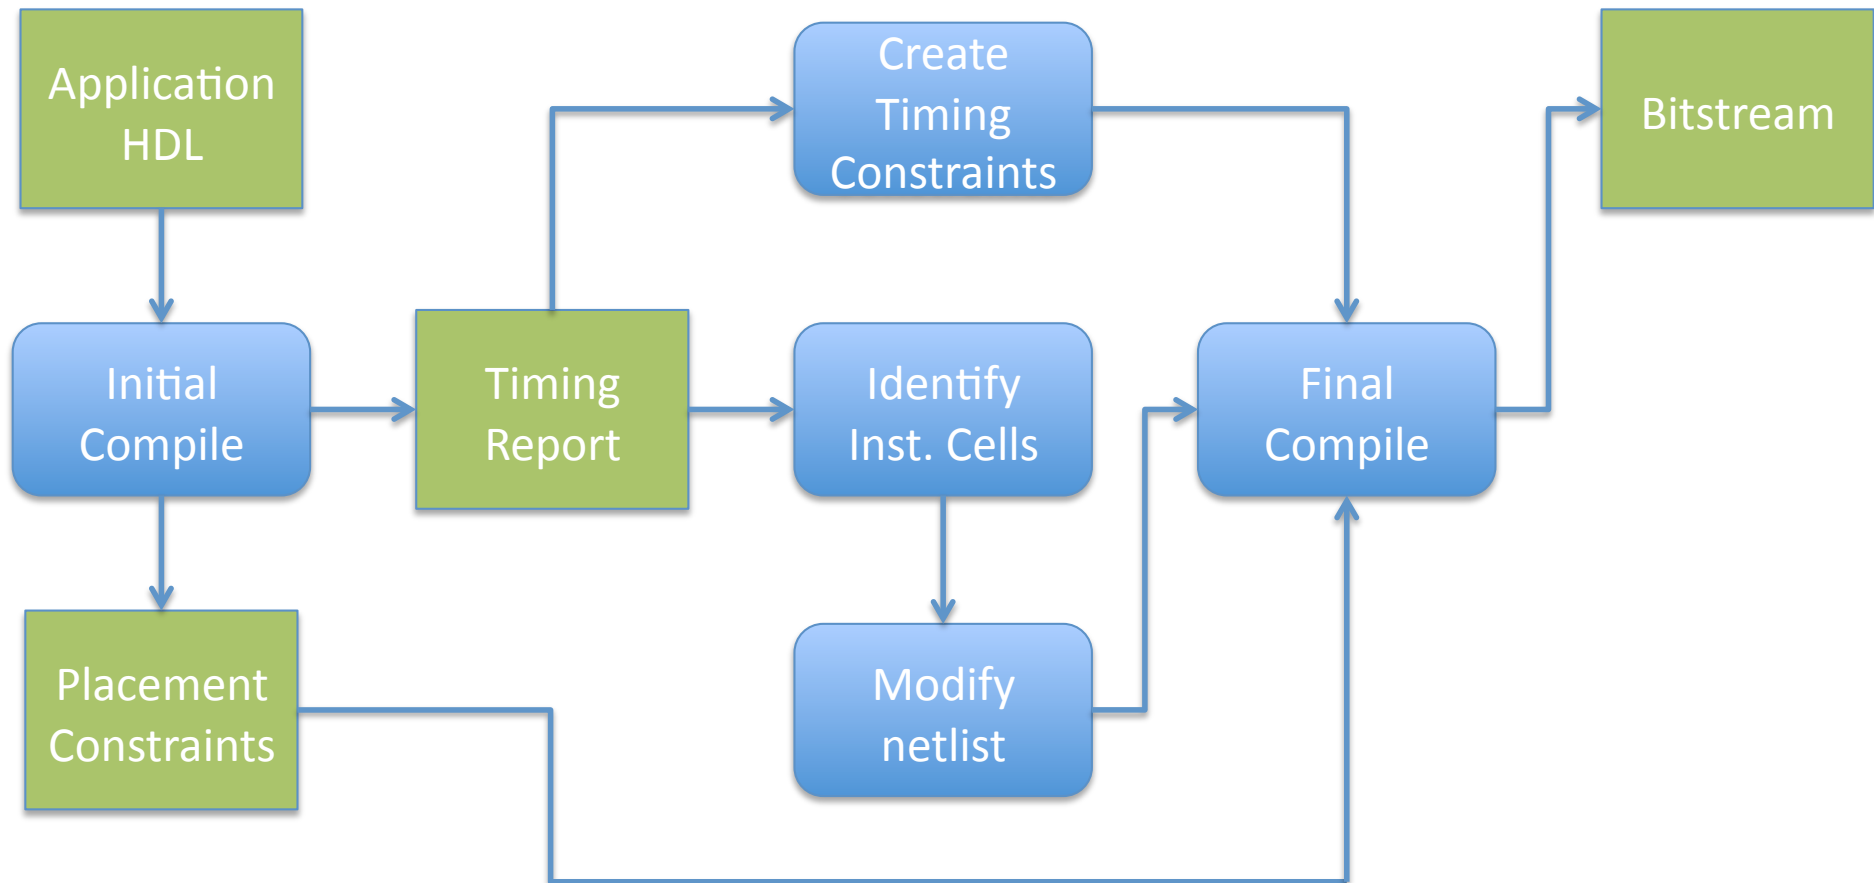 Application
HDL
Create
Timing
Constraints
Bitstream
Initial
Compile
Timing
Report
Identify
Inst. Cells
Final
Compile
Placement
Constraints
Modify
netlist